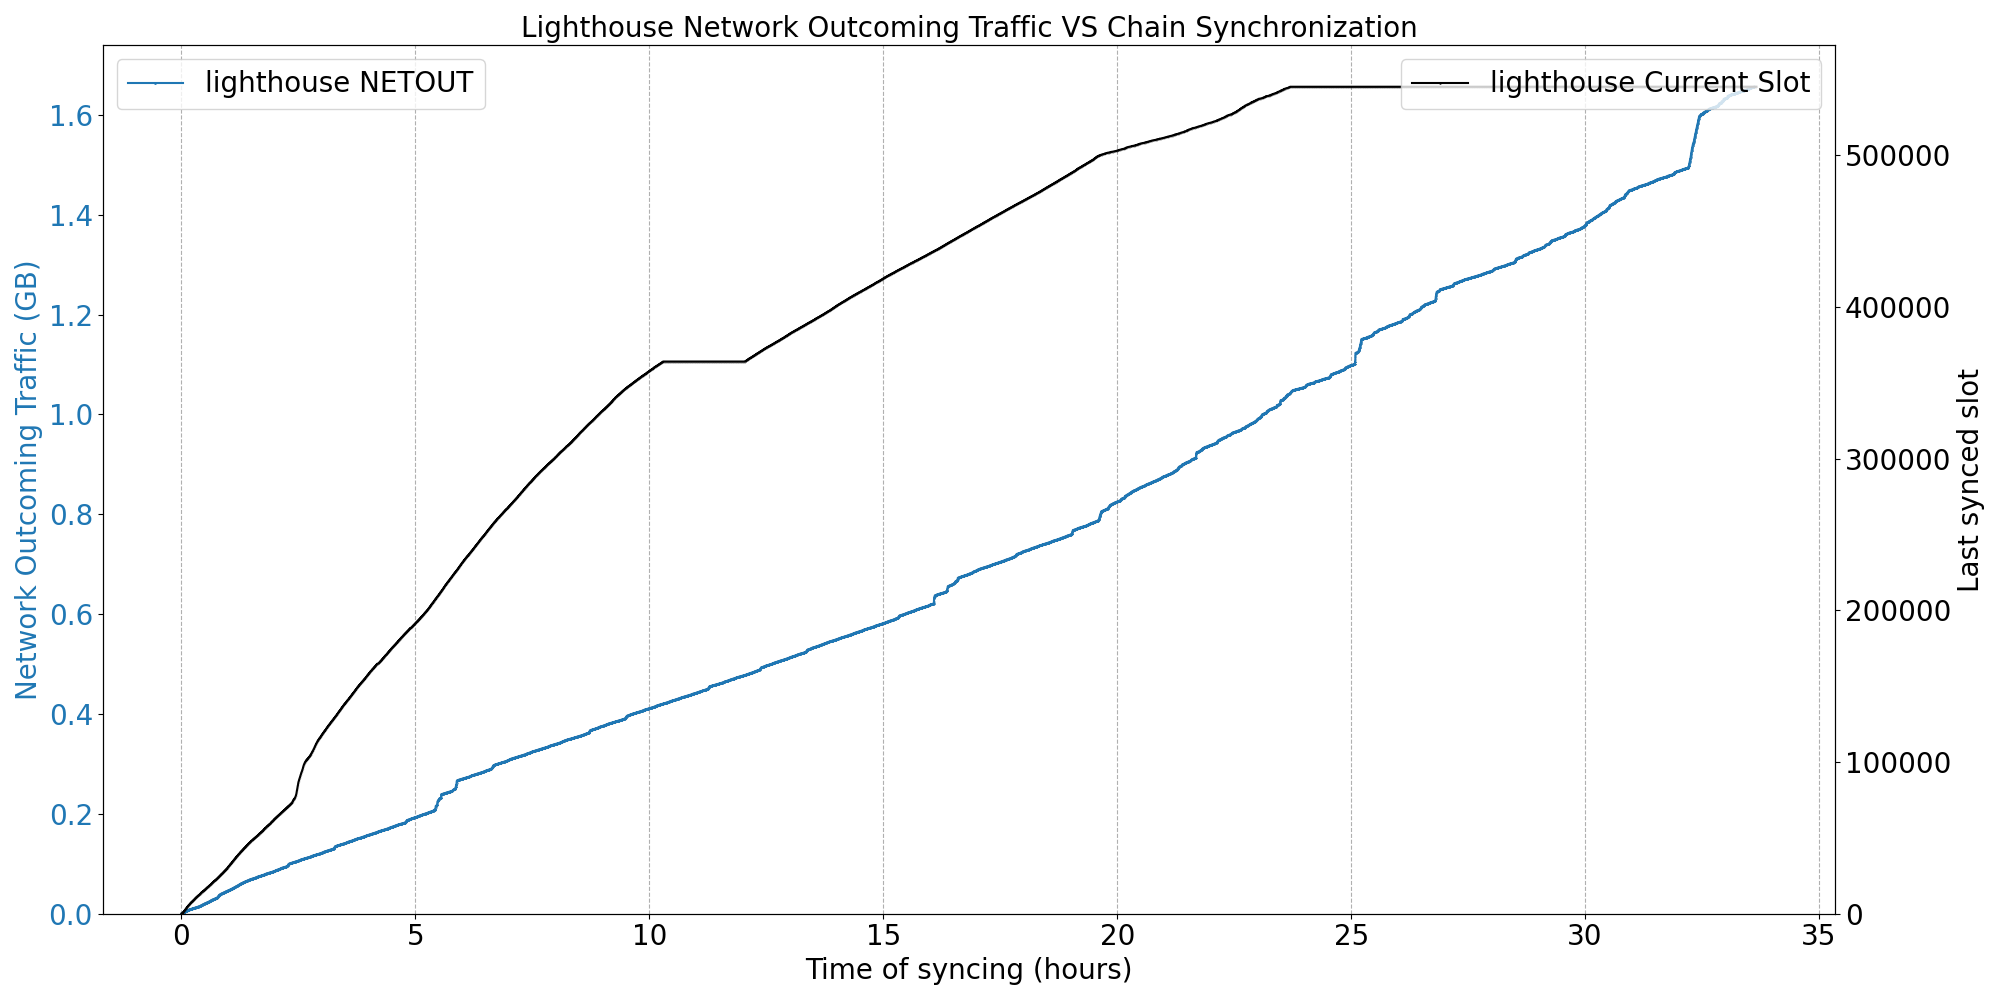 Lighthouse Network Outcoming Traffic VS Chain Synchronization
lighthouse NETOUT
lighthouse Current Slot
Network Outcoming Traffic (GB)
1.6
1.4
1.2
1.0
0.8
0.6
0.4
0.2
0.0
500000
400000
300000
200000
100000
0
Last synced slot
0 5 10 15 20 25 30 35
Time of syncing (hours)